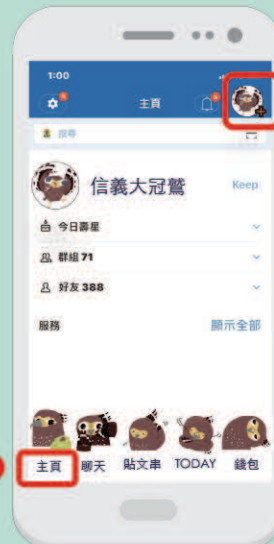 1:00
主頁
搜尋
信義大冠鷲
Keep
今日壽星
群組 71
好友 388
服務
顯示全部
主頁
聊天
貼文串
TODAY
錢包